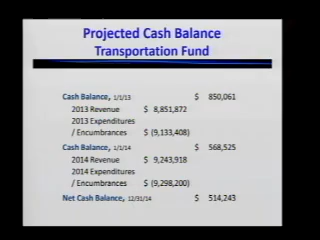 Projected Cash Balance
Transportation Fund
Cash Balance, 1/1/13 $ 850,061
2013 Revenue $ 8,851,872
2013 Expenditures
/ Encumbrances $ (9,133,408)
Cash Balance, 1/1/14 $ 568,525
2014 Revenue $ 9,243,918
2014 Expenditures
/ Encumbrances $ (9,298,200)
Net Cash Balance, 12/31/14 $ 514,243